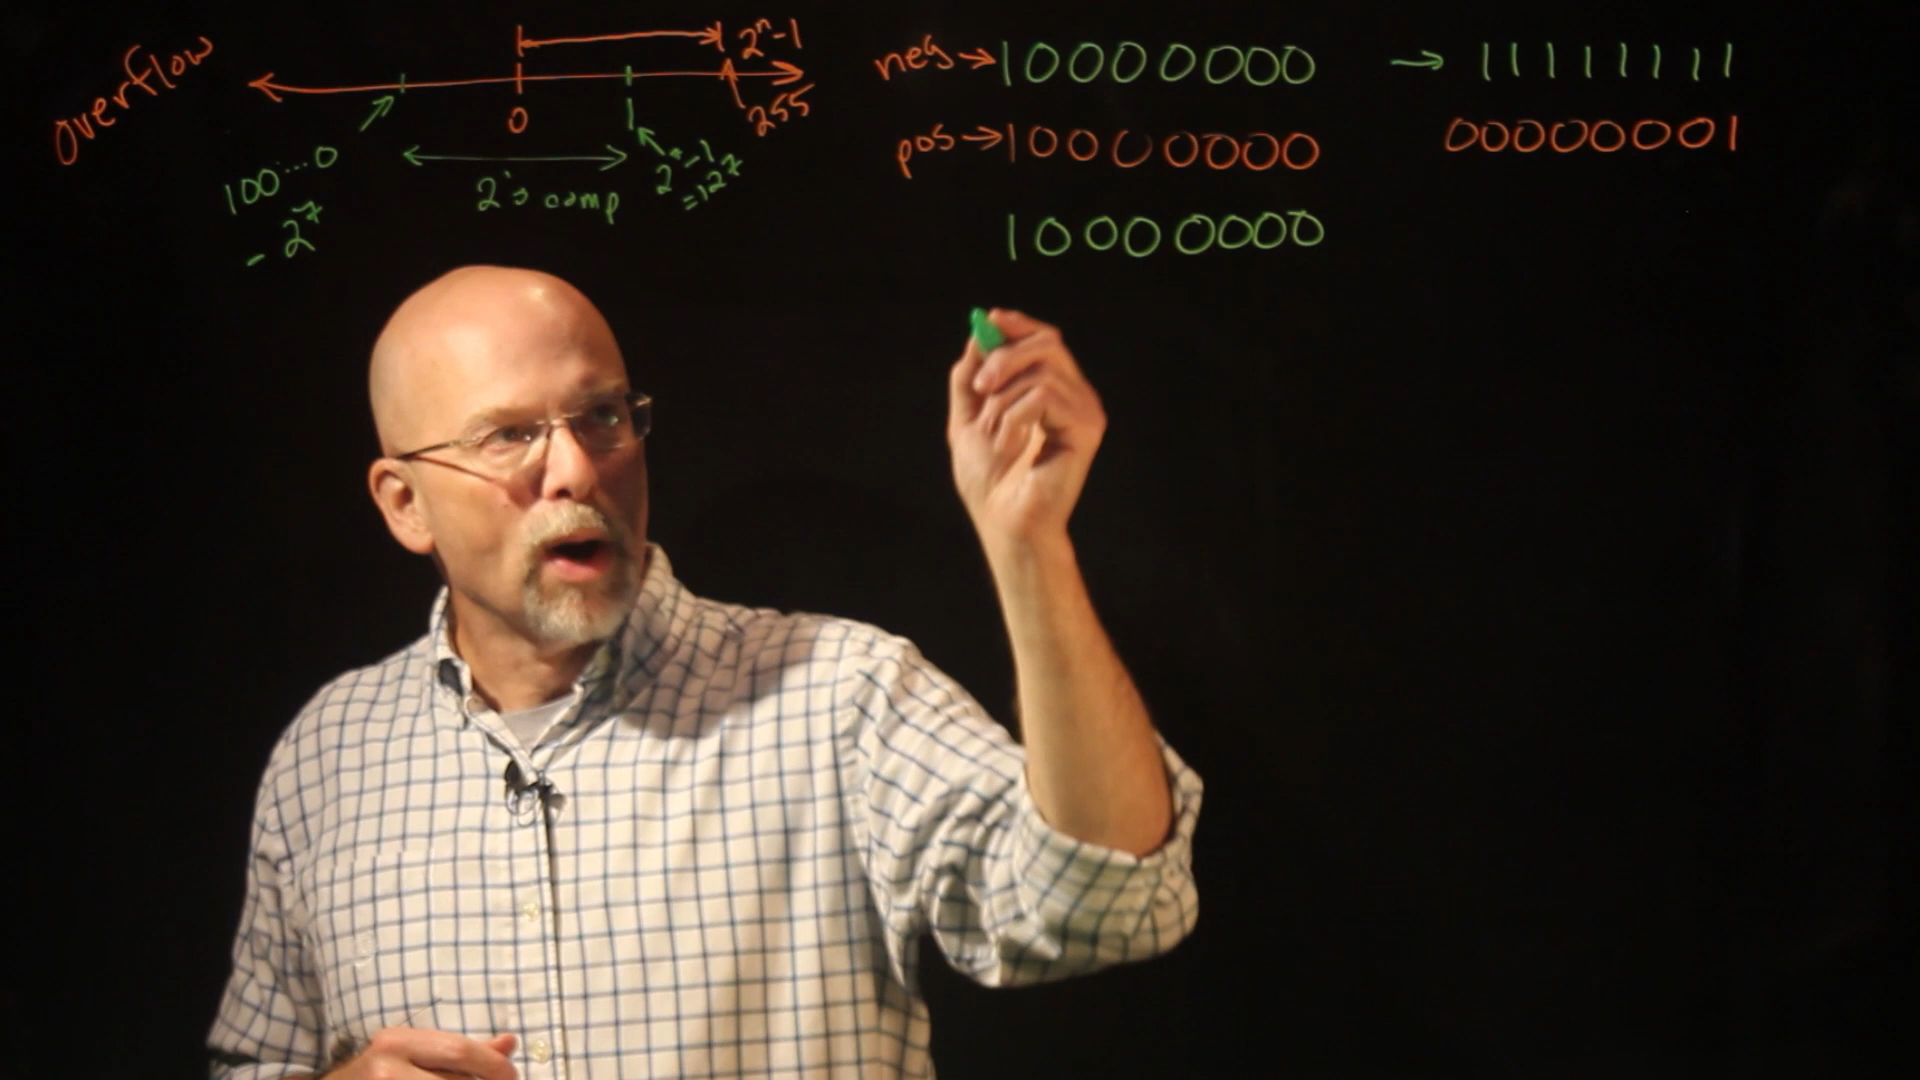 overflow
2ⁿ-1
0
1
255
100...0
-2⁷
2's comp
2ⁿ-1
=127
neg→10000000 → 11111111
pos→10000000 00000001
10000000